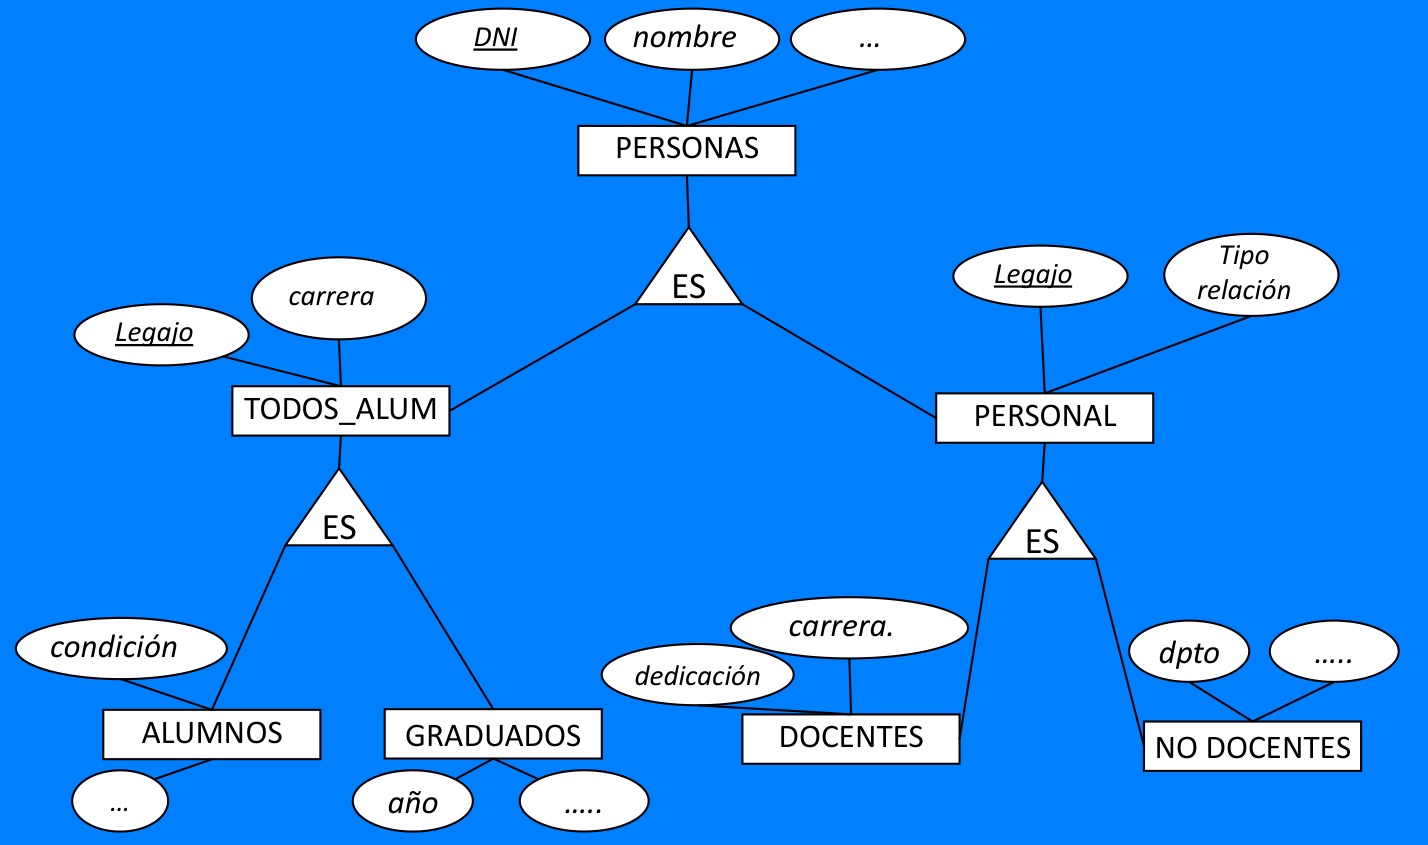 DNI
nombre
...
PERSONAS
ES
Legajo
Tipo
relación
carrera
Legajo
TODOS_ALUM
PERSONAL
ES
ES
condición
carrera.
dedicación
dpto
.....
ALUMNOS
GRADUADOS
DOCENTES
NO DOCENTES
...
año
.....